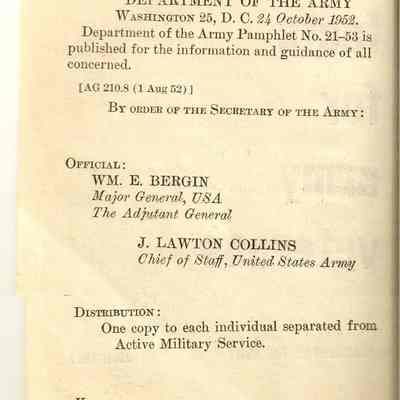 DEPARTMENT OF THE ARMY
WASHINGTON 25, D. C. 24 October 1952.
Department of the Army Pamphlet No. 21–53 is
published for the information and guidance of all
concerned.
[AG 210.8 (1 Aug 52)]
BY ORDER OF THE SECRETARY OF THE ARMY:
OFFICIAL:
WM. E. BERGIN
Major General, USA
The Adjutant General
J. LAWTON COLLINS
Chief of Staff, United States Army
DISTRIBUTION:
One copy to each individual separated from
Active Military Service.